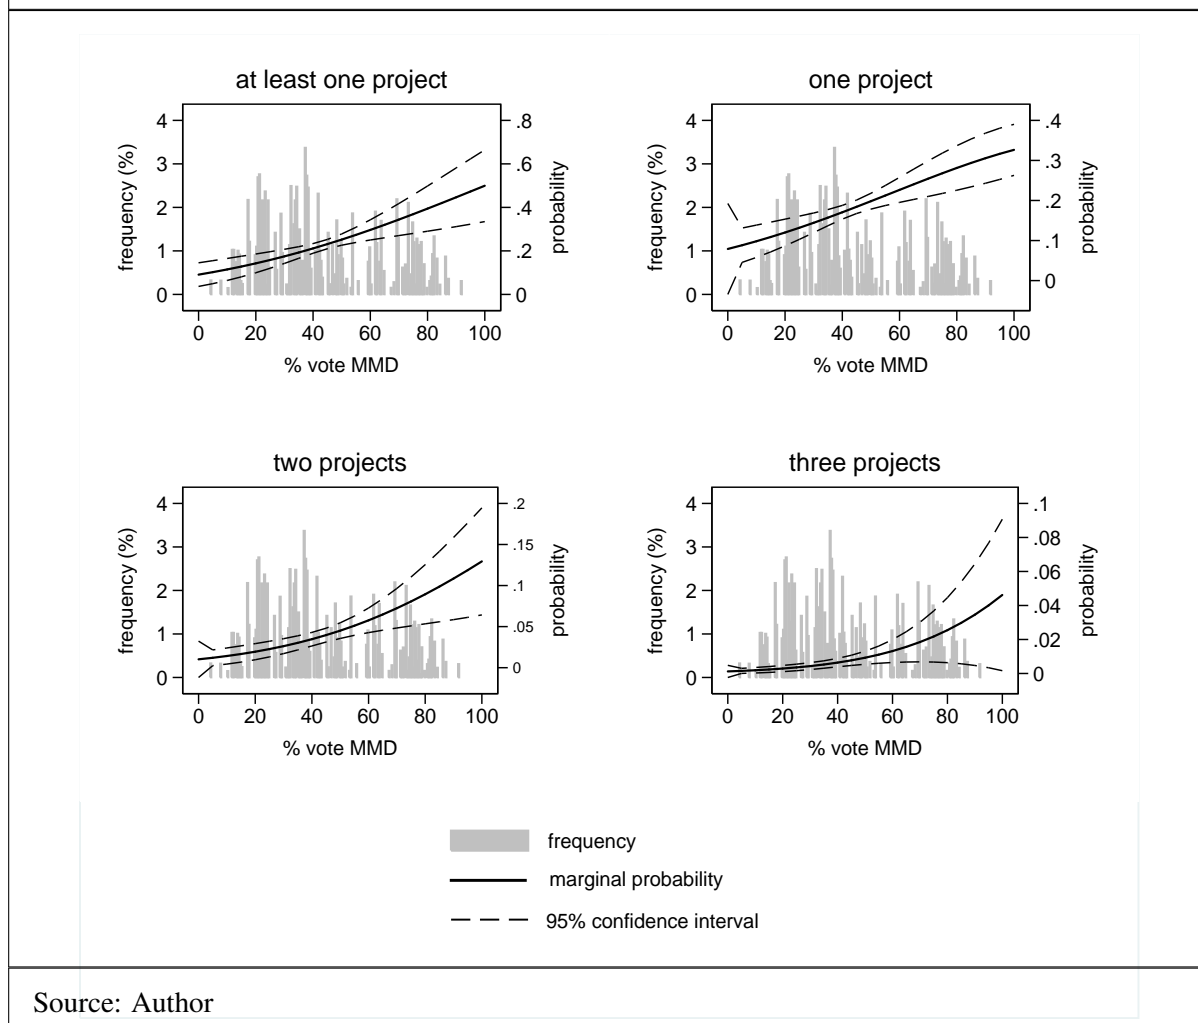 at least one project
frequency (%)
4
3
2
1
0
.8
.6
.4
.2
0
probability
0 20 40 60 80 100
% vote MMD
one project
frequency (%)
4
3
2
1
0
.4
.3
.2
.1
0
probability
0 20 40 60 80 100
% vote MMD
two projects
frequency (%)
4
3
2
1
0
.2
.15
.1
.05
0
probability
0 20 40 60 80 100
% vote MMD
three projects
frequency (%)
4
3
2
1
0
.1
.08
.06
.04
.02
0
probability
0 20 40 60 80 100
% vote MMD
frequency
marginal probability
95% confidence interval
Source: Author